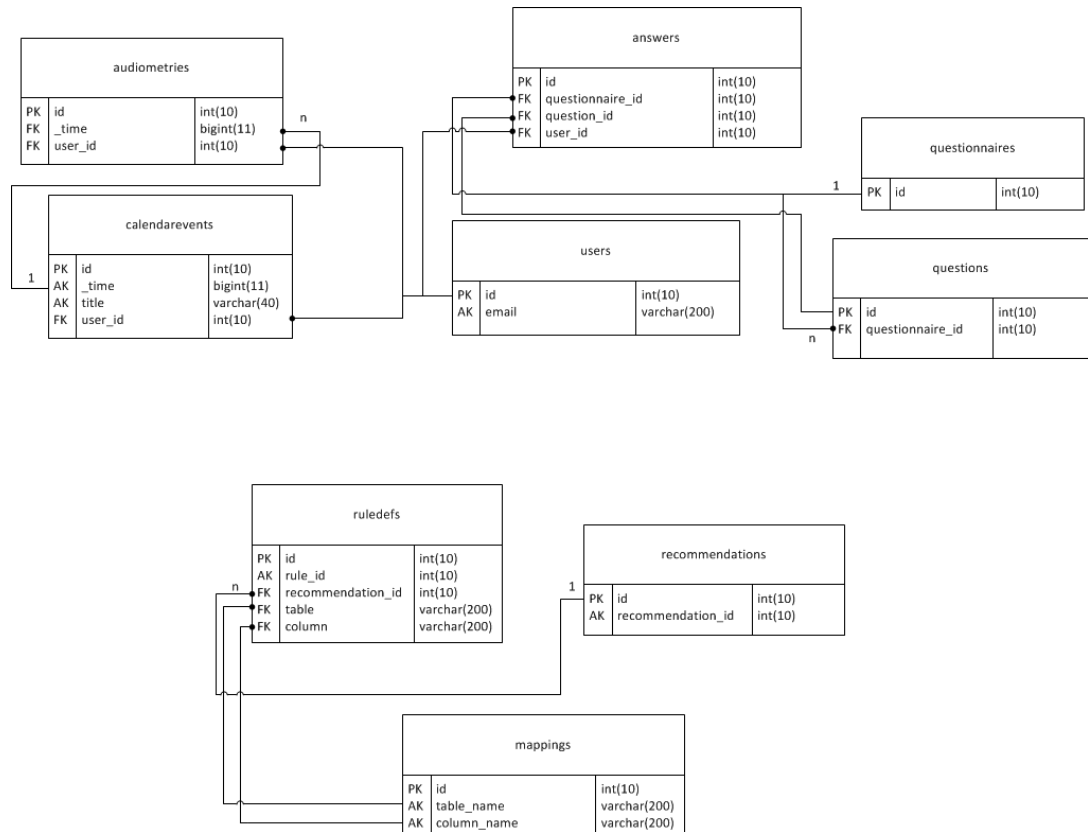 audiometries
PK id int(10)
FK _time bigint(11)
FK user_id int(10)
n
calendarevents
PK id int(10)
AK _time bigint(11)
AK title varchar(40)
FK user_id int(10)
1
answers
PK id int(10)
FK questionnaire_id int(10)
FK question_id int(10)
FK user_id int(10)
users
PK id int(10)
AK email varchar(200)
questionnaires
PK id int(10)
1
questions
PK id int(10)
FK questionnaire_id int(10)
n
ruledefs
PK id int(10)
AK rule_id int(10)
FK recommendation_id int(10)
FK table varchar(200)
FK column varchar(200)
n
recommendations
PK id int(10)
AK recommendation_id int(10)
1
mappings
PK id int(10)
AK table_name varchar(200)
AK column_name varchar(200)